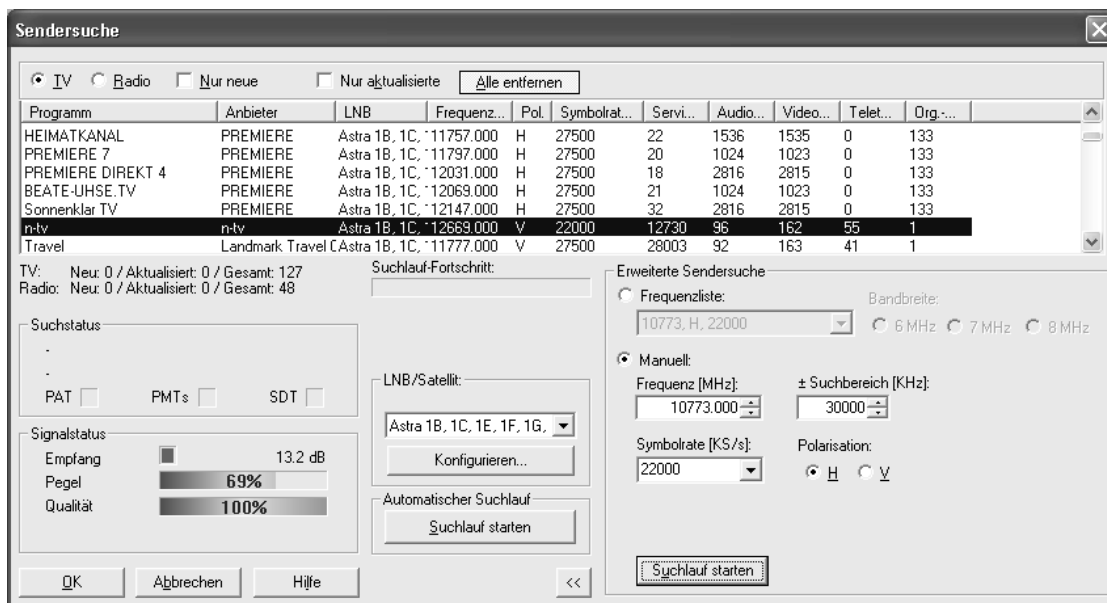 Sendersuche
TV Radio Nur neue Nur aktualisierte Alle entfernen
Programm Anbieter LNB Frequenz... Pol. Symbolrat... Servi... Audio... Video... Telet... Org.-...
HEIMATKANAL PREMIERE Astra 1B, 1C, 11757.000 H 27500 22 1536 1535 0 133
PREMIERE 7 PREMIERE Astra 1B, 1C, 11797.000 H 27500 20 1024 1023 0 133
PREMIERE DIREKT 4 PREMIERE Astra 1B, 1C, 12031.000 H 27500 18 2816 2815 0 133
BEATE-UHSE.TV PREMIERE Astra 1B, 1C, 12069.000 H 27500 21 1024 1023 0 133
Sonnenklar TV PREMIERE Astra 1B, 1C, 12147.000 H 27500 32 2816 2815 0 133
n-tv n-tv Astra 1B, 1C, 12669.000 V 22000 12730 96 162 55 1
Travel Landmark Travel C Astra 1B, 1C, 11777.000 V 27500 28003 92 163 41 1
TV: Neu: 0 / Aktualisiert: 0 / Gesamt: 127
Radio: Neu: 0 / Aktualisiert: 0 / Gesamt: 48
Suchstatus
-
-
PAT PMTs SDT
Signalstatus
Empfang 13.2 dB
Pegel 69%
Qualität 100%
Suchlauf-Fortschritt:
LNB/Satellit:
Astra 1B, 1C, 1E, 1F, 1G,
Konfigurieren...
Automatischer Suchlauf
Suchlauf starten
Erweiterte Sendersuche
Frequenzliste: Bandbreite:
10773, H, 22000 6 MHz 7 MHz 8 MHz
Manuell:
Frequenz [MHz]: ± Suchbereich [KHz]:
10773.000 30000
Symbolrate [KS/s]: Polarisation:
22000 H V
Suchlauf starten
OK Abbrechen Hilfe <<